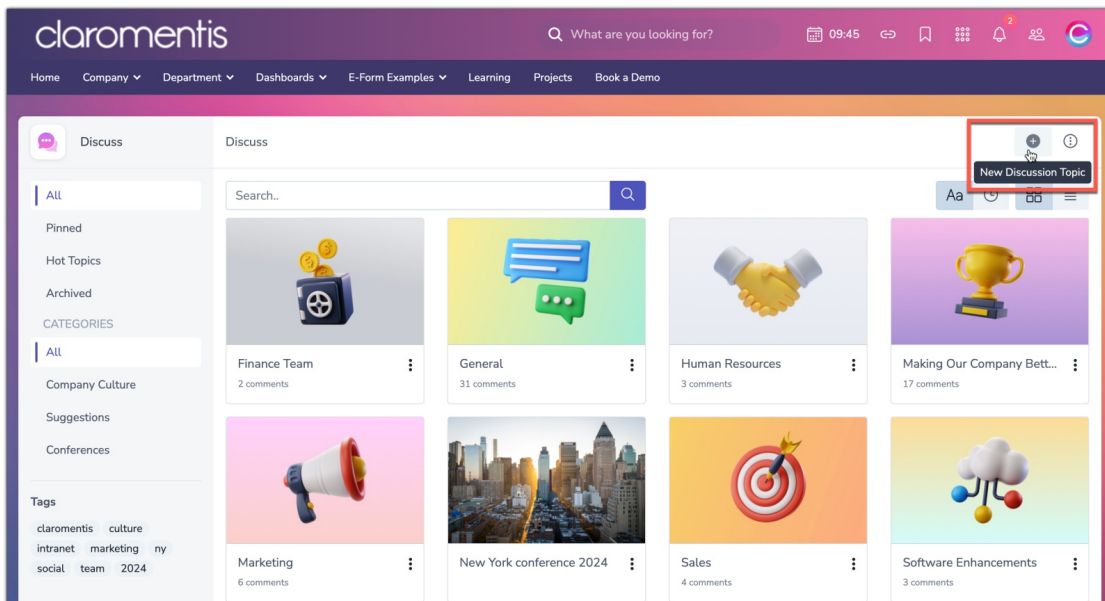 claromentis
What are you looking for?
09:45
2
Home Company Department Dashboards E-Form Examples Learning Projects Book a Demo
Discuss
Discuss
New Discussion Topic
All
Search..
Aa
Pinned
Hot Topics
Archived
CATEGORIES
All
Company Culture
Suggestions
Conferences
Finance Team
2 comments
General
31 comments
Human Resources
3 comments
Making Our Company Bett...
17 comments
Tags
claromentis culture
intranet marketing ny
social team 2024
Marketing
6 comments
New York conference 2024
Sales
4 comments
Software Enhancements
3 comments